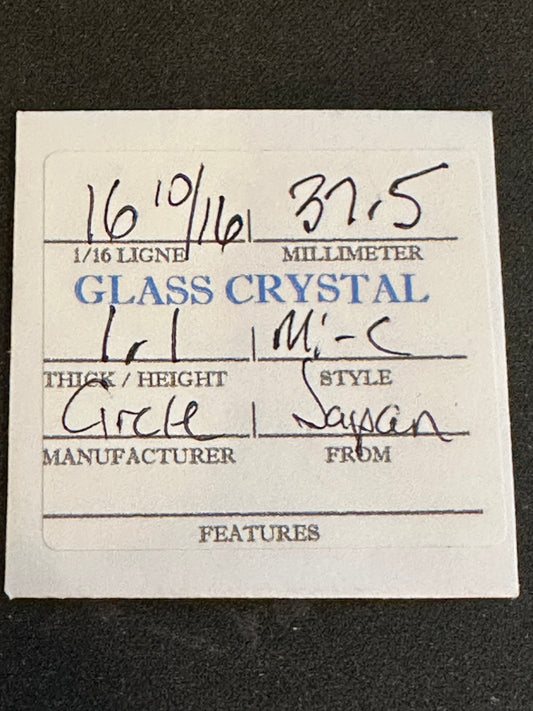 16 10/16 | 37.5
1/16 LIGNE MILLIMETER
GLASS CRYSTAL
1.1 | Mi-C
THICK / HEIGHT STYLE
Circle | Japan
MANUFACTURER FROM
FEATURES